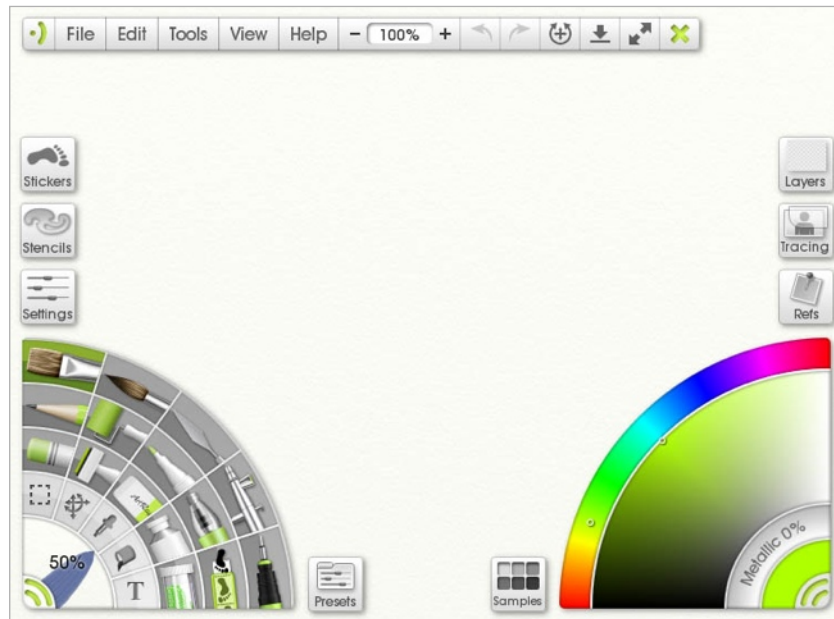 File Edit Tools View Help − 100% +
Stickers
Layers
Stencils
Tracing
Settings
Refs
50%
Metallic 0%
T
Presets
Samples